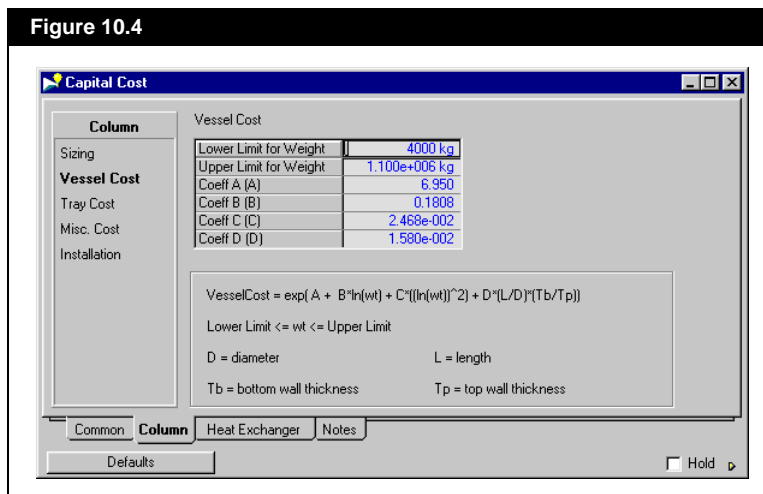 Figure 10.4
Capital Cost
Column
Sizing
Vessel Cost
Tray Cost
Misc. Cost
Installation
Vessel Cost
Lower Limit for Weight 4000 kg
Upper Limit for Weight 1.100e+006 kg
Coeff A (A) 6.950
Coeff B (B) 0.1808
Coeff C (C) 2.468e-002
Coeff D (D) 1.580e-002
VesselCost = exp( A + B*ln(wt) + C*((ln(wt))^2) + D*(L/D)*(Tb/Tp))
Lower Limit <= wt <= Upper Limit
D = diameter L = length
Tb = bottom wall thickness Tp = top wall thickness
Common Column Heat Exchanger Notes
Defaults Hold